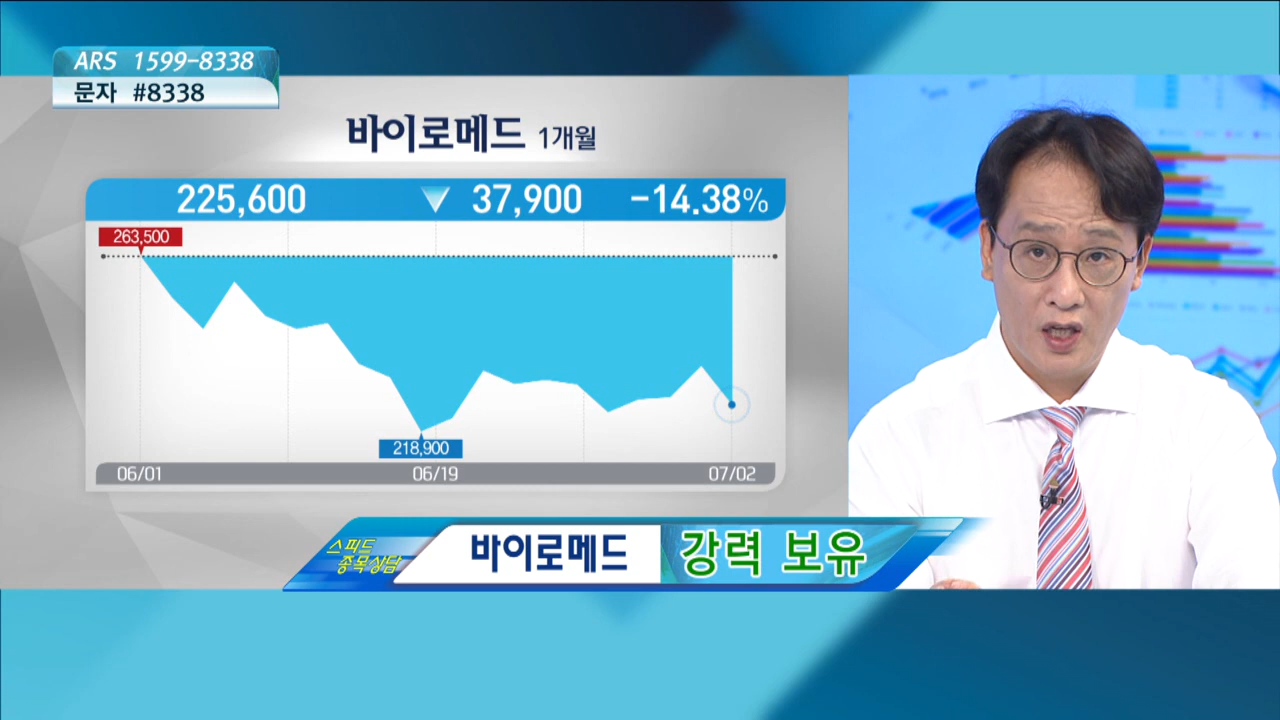 ARS 1599-8338
문자 #8338
바이로메드 1개월
225,600 ▼ 37,900 -14.38%
263,500
218,900
06/01 06/19 07/02
스피드
종목상담
바이로메드 강력 보유